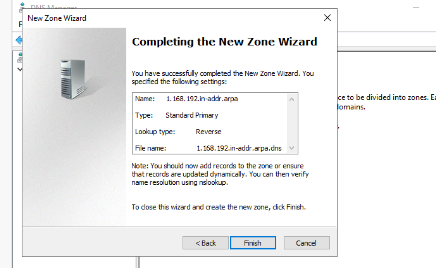 DNS Manager
New Zone Wizard
Completing the New Zone Wizard
You have successfully completed the New Zone Wizard. You
specified the following settings:
Name: 1.168.192.in-addr.arpa
Type: Standard Primary
Lookup type: Reverse
File name: 1.168.192.in-addr.arpa.dns
Note: You should now add records to the zone or ensure
that records are updated dynamically. You can then verify
name resolution using nslookup.
To close this wizard and create the new zone, click Finish.
< Back
Finish
Cancel
ce to be divided into zones. Ea
domains.